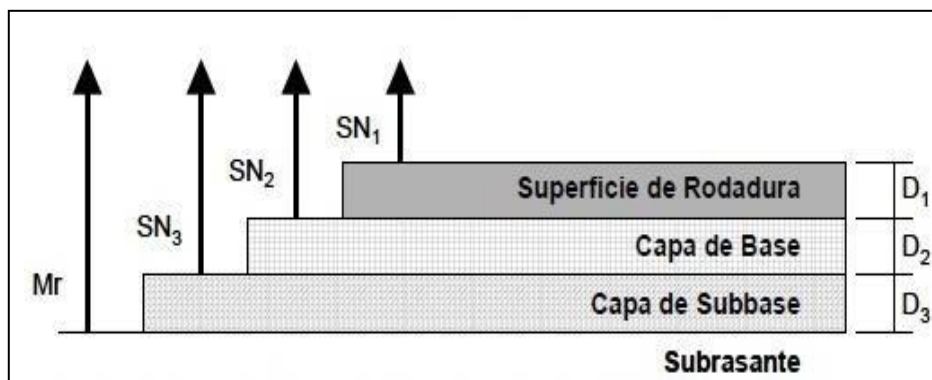 SN₁
SN₂
SN₃
Mr
Superficie de Rodadura
D₁
Capa de Base
D₂
Capa de Subbase
D₃
Subrasante